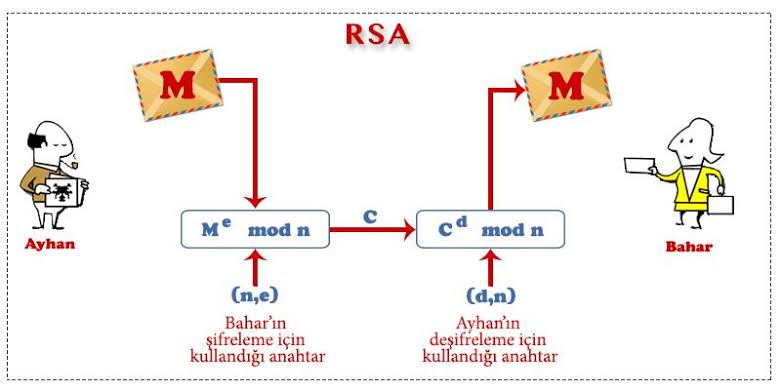 RSA
M
M
Ayhan
Mᵉ mod n
C
Cᵈ mod n
Bahar
(n,e)
(d,n)
Bahar'ın
şifreleme için
kullandığı anahtar
Ayhan'ın
deşifreleme için
kullandığı anahtar